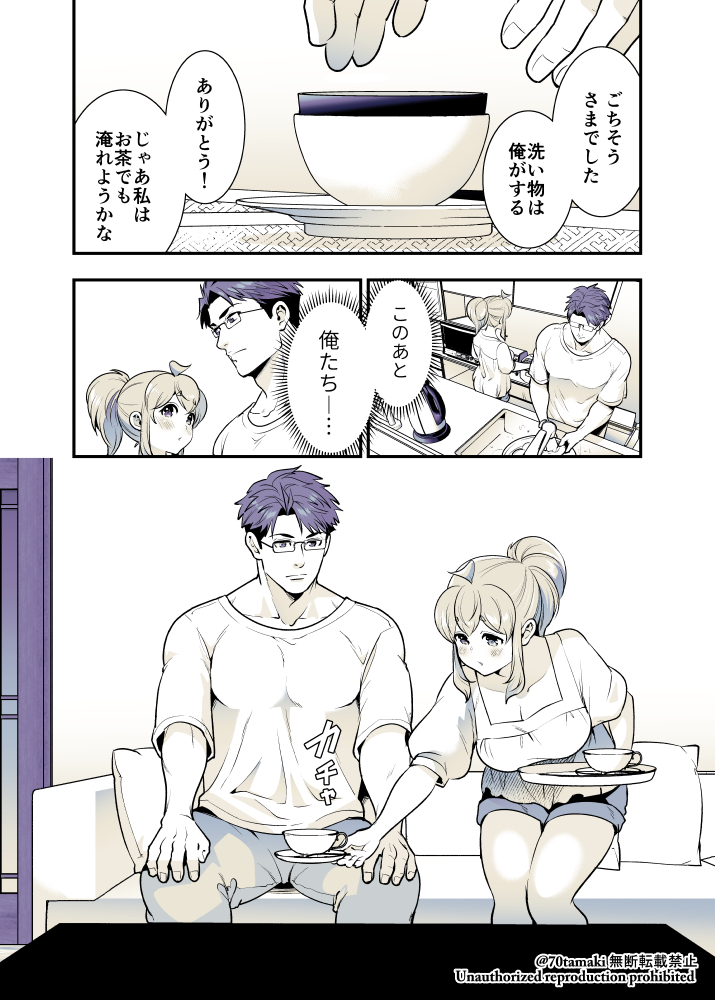 ごちそう
さまでした
洗い物は
俺がする
ありがとう！
じゃあ私は
お茶でも
淹れようかな
このあと
俺たち―…
カチャ
@70tamaki 無断転載禁止
Unauthorized reproduction prohibited